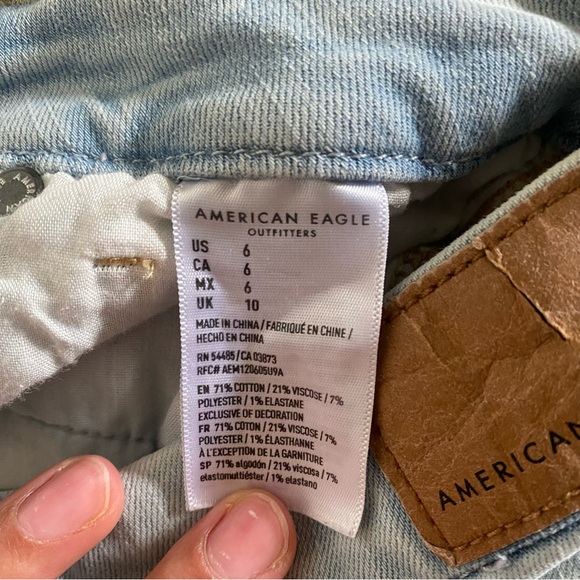 AMERICAN EAGLE
OUTFITTERS
US 6
CA 6
MX 6
UK 10
MADE IN CHINA / FABRIQUÉ EN CHINE /
HECHO EN CHINA
RN 54485 / CA 03873
RFC# AEM120605U9A
EN 71% COTTON / 21% VISCOSE / 7%
POLYESTER / 1% ELASTANE
EXCLUSIVE OF DECORATION
FR 71% COTON / 21% VISCOSE / 7%
POLYESTER / 1% ÉLASTHANNE
À L'EXCEPTION DE LA GARNITURE
SP 71% algodón / 21% viscosa / 7%
elastomultiéster / 1% elastano
AMERICAN